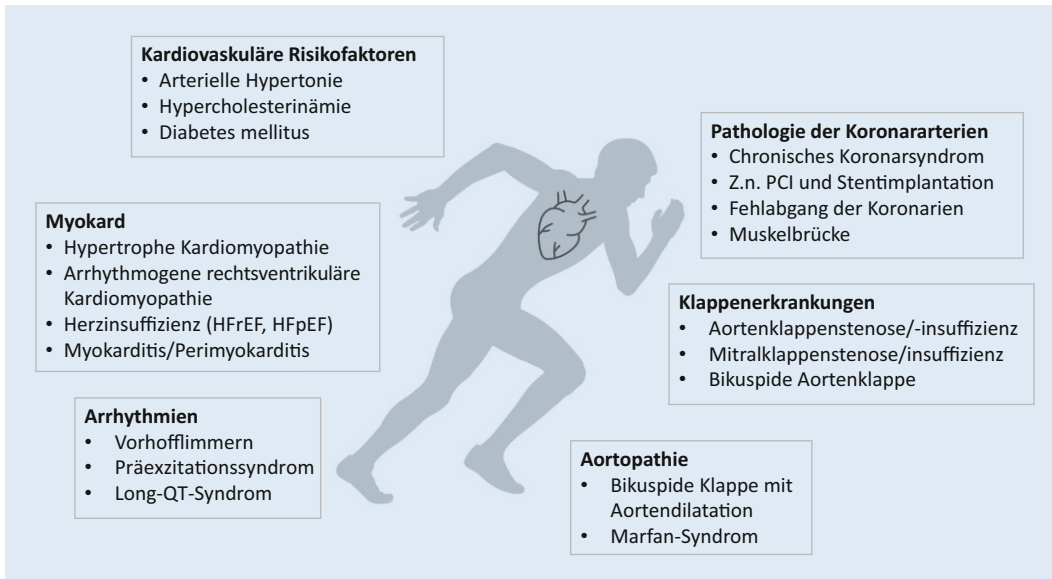 Kardiovaskuläre Risikofaktoren
• Arterielle Hypertonie
• Hypercholesterinämie
• Diabetes mellitus
Pathologie der Koronararterien
• Chronisches Koronarsyndrom
• Z.n. PCI und Stentimplantation
• Fehlabgang der Koronarien
• Muskelbrücke
Myokard
• Hypertrophe Kardiomyopathie
• Arrhythmogene rechtsventrikuläre
Kardiomyopathie
• Herzinsuffizienz (HFrEF, HFpEF)
• Myokarditis/Perimyokarditis
Klappenerkrankungen
• Aortenklappenstenose/-insuffizienz
• Mitralklappenstenose/insuffizienz
• Bikuspide Aortenklappe
Arrhythmien
• Vorhofflimmern
• Präexzitationssyndrom
• Long-QT-Syndrom
Aortopathie
• Bikuspide Klappe mit
Aortendilatation
• Marfan-Syndrom